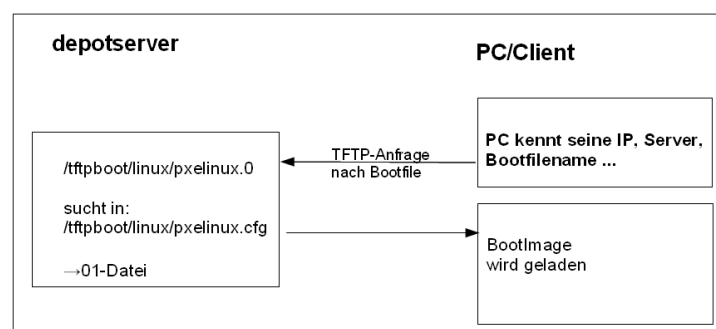 depotserver
PC/Client
PC kennt seine IP, Server,
Bootfilename ...
TFTP-Anfrage
nach Bootfile
/tftpboot/linux/pxelinux.0
sucht in:
/tftpboot/linux/pxelinux.cfg
→01-Datei
BootImage
wird geladen